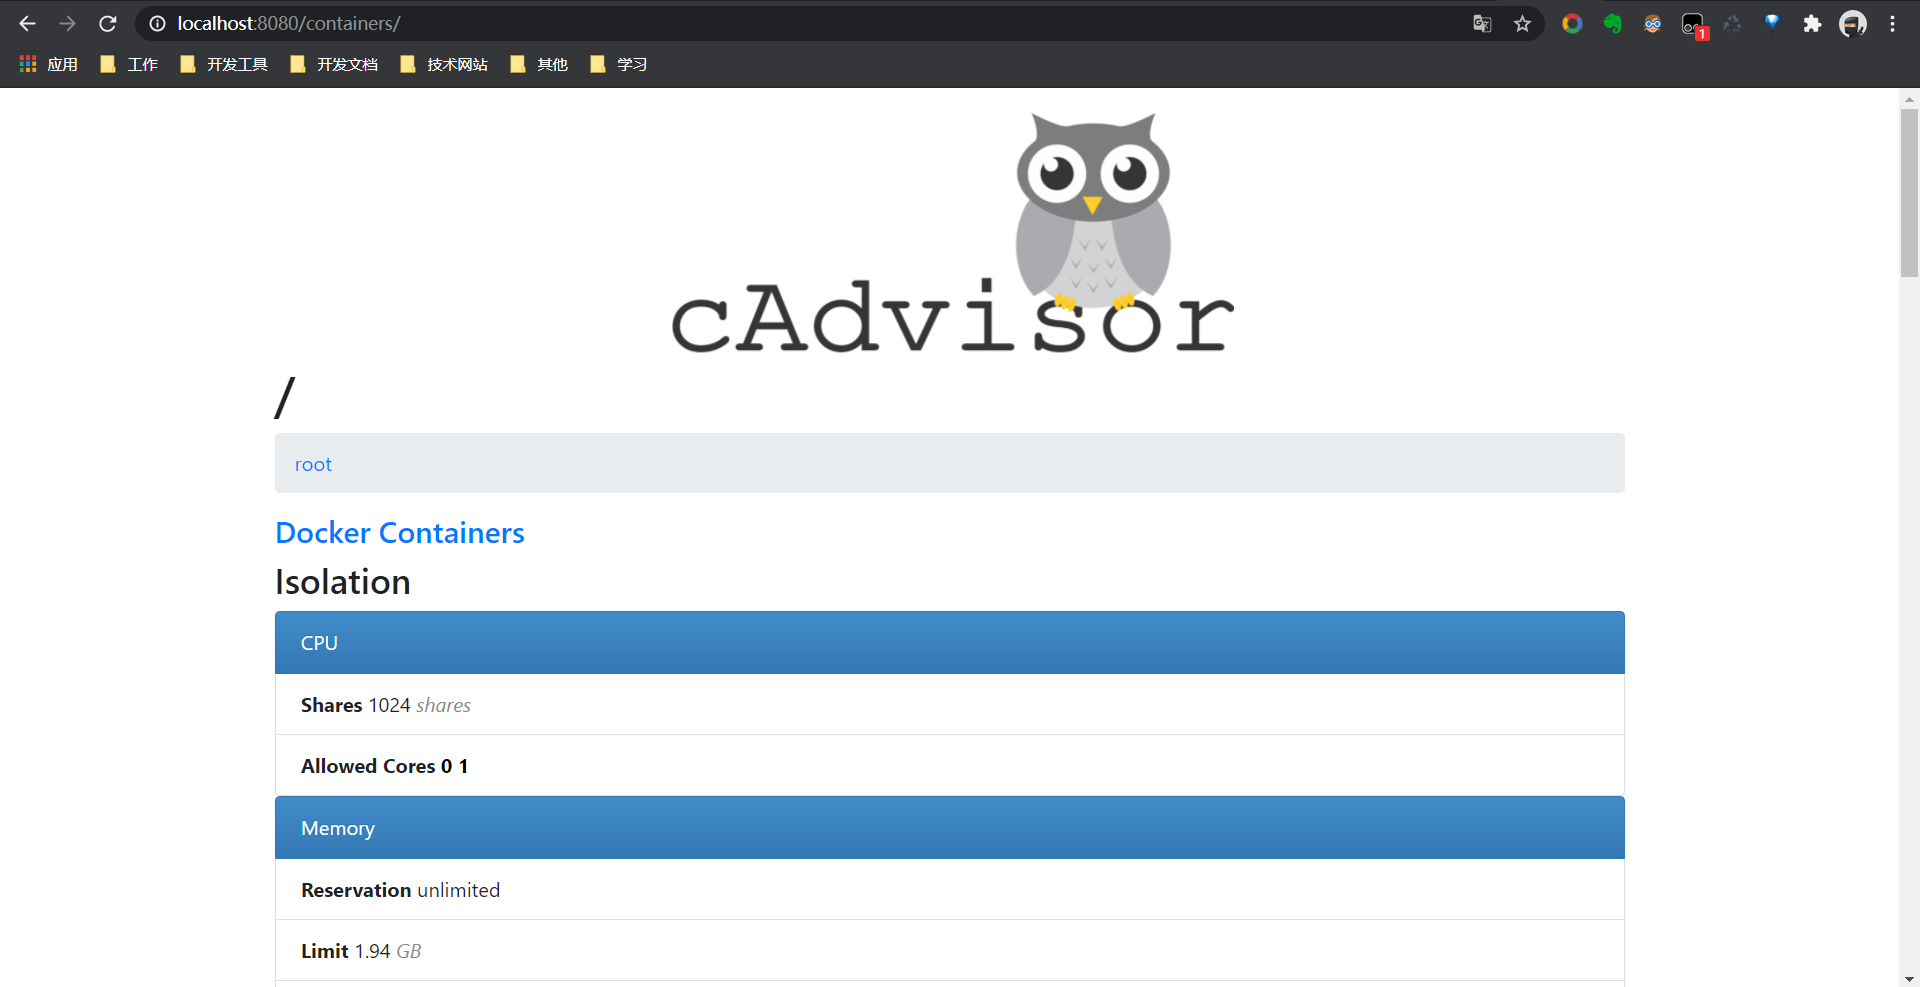 localhost:8080/containers/
1
应用 工作 开发工具 开发文档 技术网站 其他 学习
cAdvisor
/
root
Docker Containers
Isolation
CPU
Shares 1024 shares
Allowed Cores 0 1
Memory
Reservation unlimited
Limit 1.94 GB